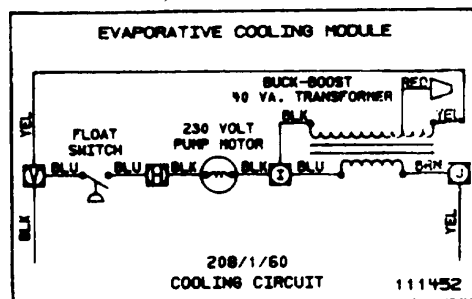 EVAPORATIVE COOLING MODULE
BUCK-BOOST
40 VA. TRANSFORMER
RED
YEL
YEL
BLK
FLOAT
SWITCH
230 VOLT
PUMP MOTOR
V
BLU
BLU
H
BLK
BLK
I
BLU
BRN
J
BLK
YEL
208/1/60
COOLING CIRCUIT
111452